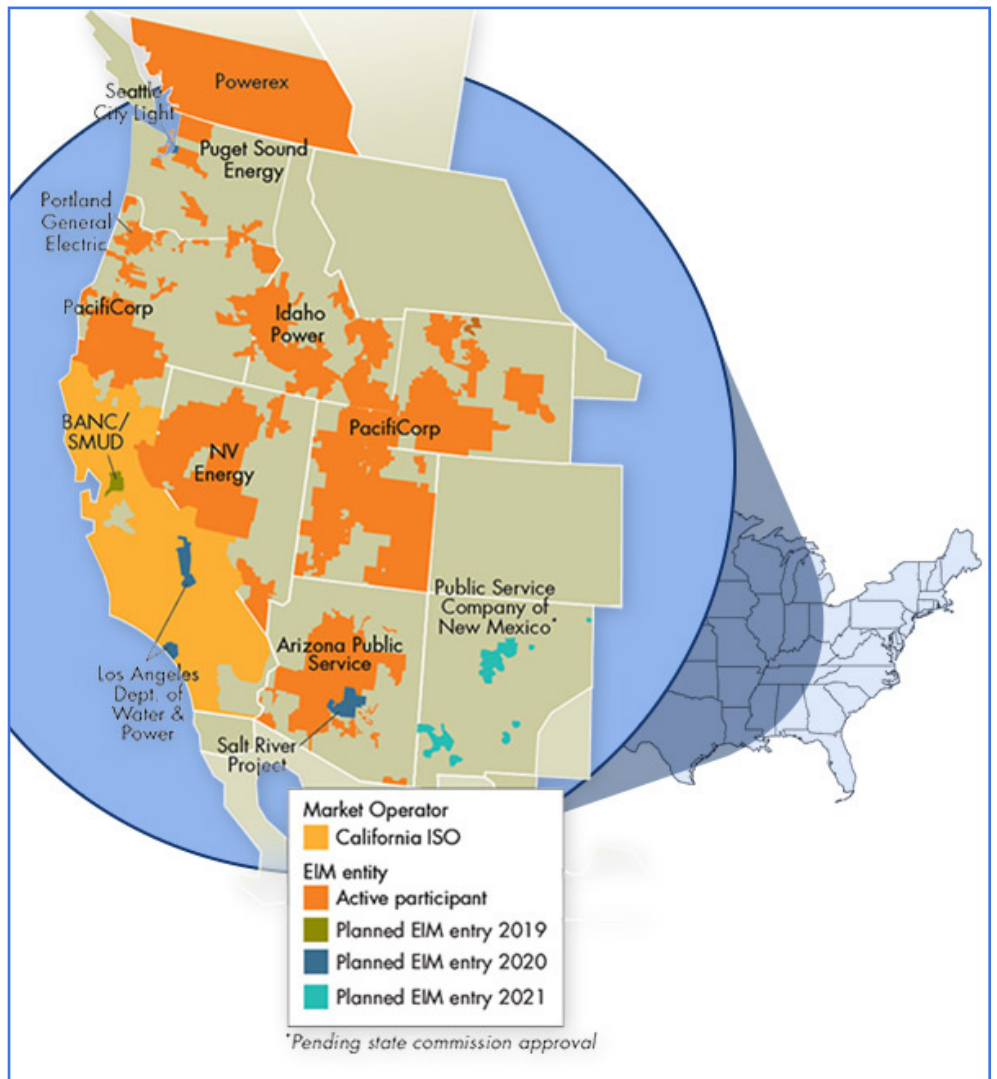 Powerex
Seattle
City Light
Puget Sound
Energy
Portland
General
Electric
PacifiCorp
Idaho
Power
BANC/
SMUD
NV
Energy
PacifiCorp
Public Service
Company of
New Mexico*
Arizona Public
Service
Los Angeles
Dept. of
Water &
Power
Salt River
Project
Market Operator
California ISO
EIM entity
Active participant
Planned EIM entry 2019
Planned EIM entry 2020
Planned EIM entry 2021
*Pending state commission approval